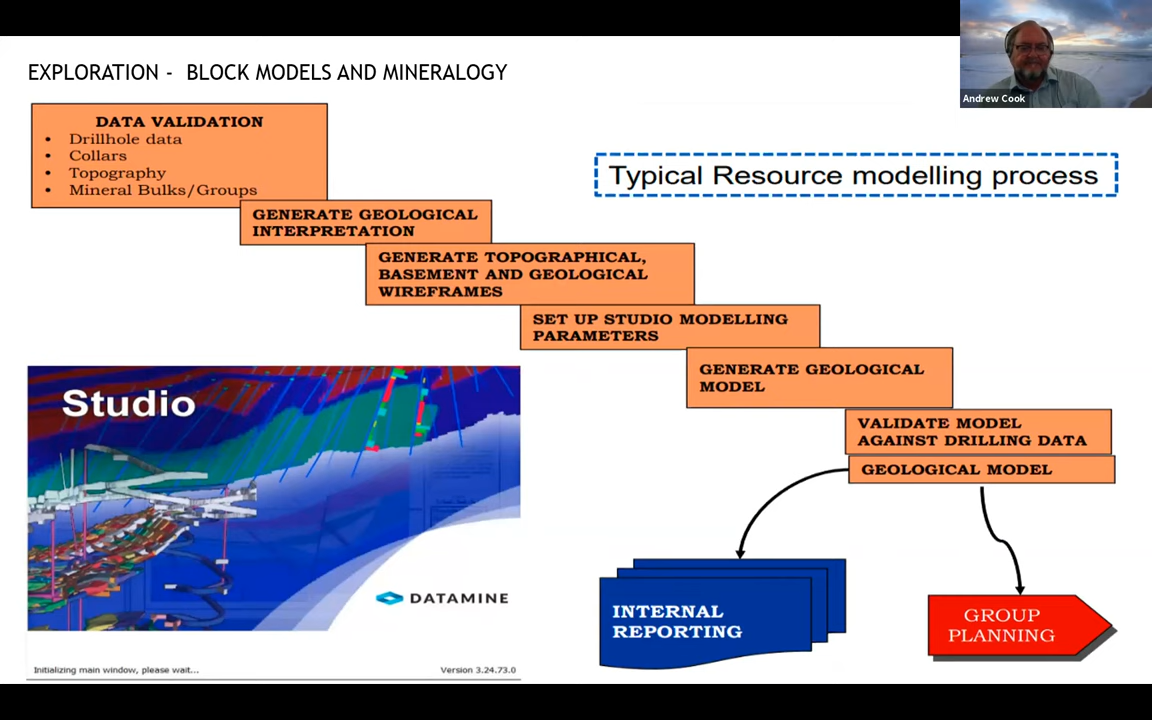 EXPLORATION - BLOCK MODELS AND MINERALOGY
Andrew Cook
DATA VALIDATION
• Drillhole data
• Collars
• Topography
• Mineral Bulks/Groups
Typical Resource modelling process
GENERATE GEOLOGICAL
INTERPRETATION
GENERATE TOPOGRAPHICAL,
BASEMENT AND GEOLOGICAL
WIREFRAMES
SET UP STUDIO MODELLING
PARAMETERS
GENERATE GEOLOGICAL
MODEL
VALIDATE MODEL
AGAINST DRILLING DATA
GEOLOGICAL MODEL
Studio
DATAMINE
Initializing main window, please wait...
Version 3.24.73.0
INTERNAL
REPORTING
GROUP
PLANNING